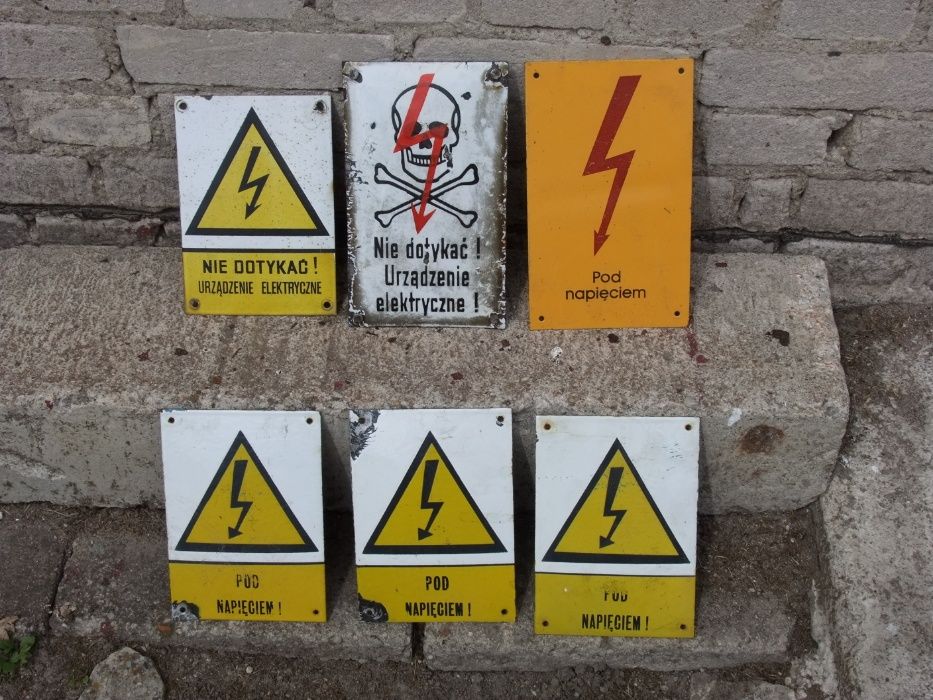 NIE DOTYKAĆ!
URZĄDZENIE ELEKTRYCZNE
Nie dotykać!
Urządzenie
elektryczne!
Pod
napięciem
POD
NAPIĘCIEM!
POD
NAPIĘCIEM!
POD
NAPIĘCIEM!